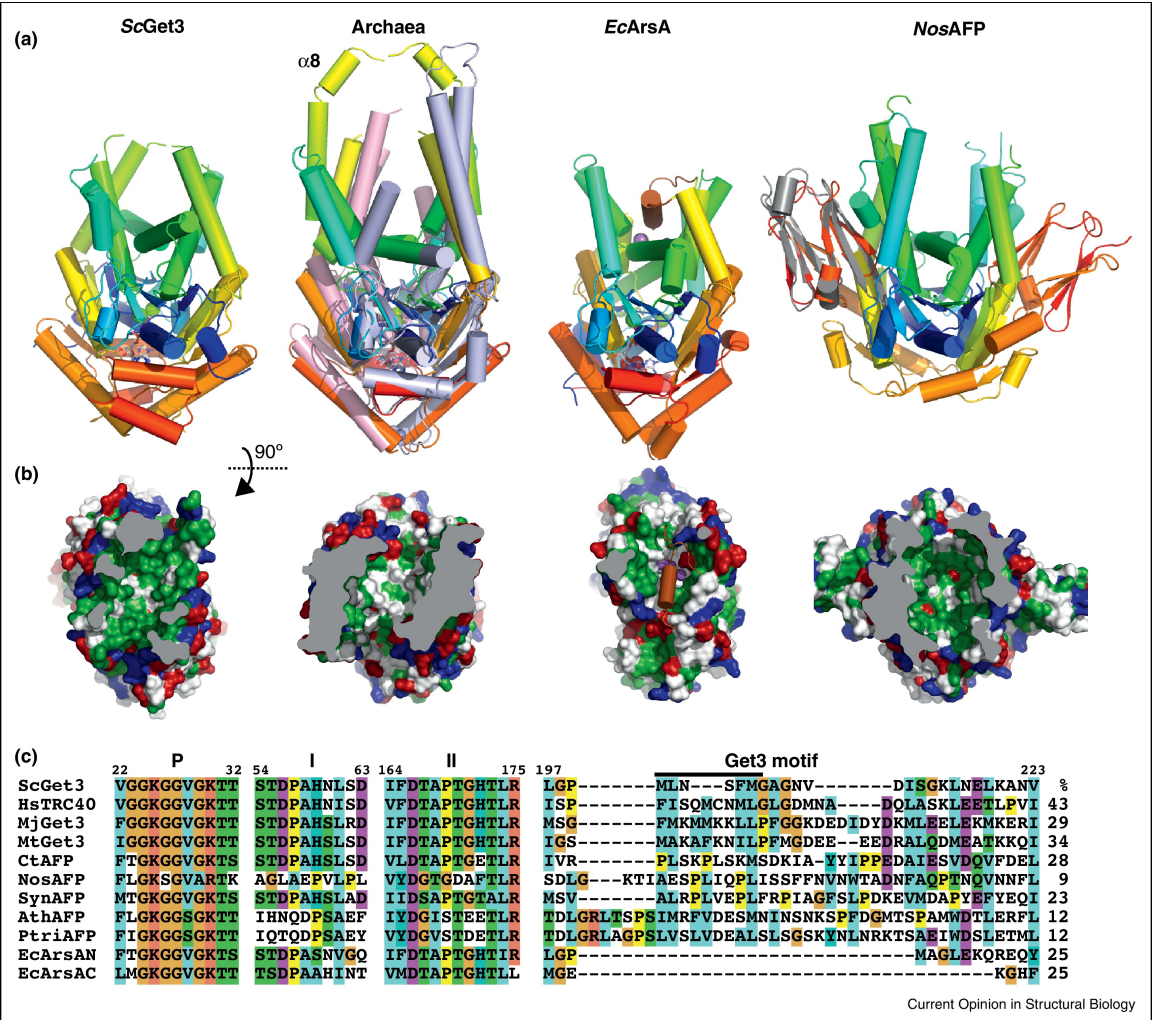 ScGet3 Archaea EcArsA NosAFP
(a)
α8
90°
(b)
(c)
P I II Get3 motif
22 32 54 63 164 175 197 223
ScGet3 VGGKGGVGKTT STDPAHNLSD IFDTAPTGHTLR LGP-------MLN---SFMGAGNV-----DISGKLNELKANV %
HsTRC40 VGGKGGVGKTT STDPAHNISD VFDTAPTGHTLR ISP-------FISQMCNMLGLGDMNA----DQLASKLEETLPVI 43
MjGet3 FGGKGGVGKTT STDPAHSLRD IFDTAPTGHTLR MSG-------FMKMMKKLLPFGGKDEDIDYDKMLEELEKMKERI 29
MtGet3 IGGKGGVGKTT STDPAHSLRD VFDTAPTGHTLR IGS-------MAKAFKNILPFMGDEE--EEDRALQDMEATKKQI 34
CtAFP FTGKGGVGKTS STDPAHSLSD VLDTAPTGETLR IVR-------PLSKPLSKMSDKIA-YYIPPEDAIESVDQVFDEL 28
NosAFP FLGKSGVARTK AGLAEPVLPL VYDGTGDAFTLR SDLG---KTIAESPLIQPLISSFFNVNWTADNFAQPTNQVNNFL 9
SynAFP MTGKGGVGKTS STDPAHSLAD IIDSAPTGTALR MSV-------ALRPLVEPLFRPIAGFSLPDKEVMDAPYEFYEQI 23
AthAFP FLGKGGSGKTT IHNQDPSAEF IYDGISTEETLR TDLGRLTSPSIMRFVDESMNINSNKSPFDGMTSPAMWDTLERFL 12
PtriAFP FIGKGGSGKTT IQTQDPSAEY VYDGVSTDETLR TDLGRLAGPSLVSLVDEALSLWGSKYNLNRKTSAEIWDSLETML 12
EcArsAN FSGKGGVGKTS STDPASNVGQ IFDTAPTGHTIR LGP------------------------------MAGLEKQREQY 25
EcArsAC LMGKGGVGKTT TSDPAAHINT VMDTAPTGHTLL MGE-------------------------------------KGHF 25
Current Opinion in Structural Biology